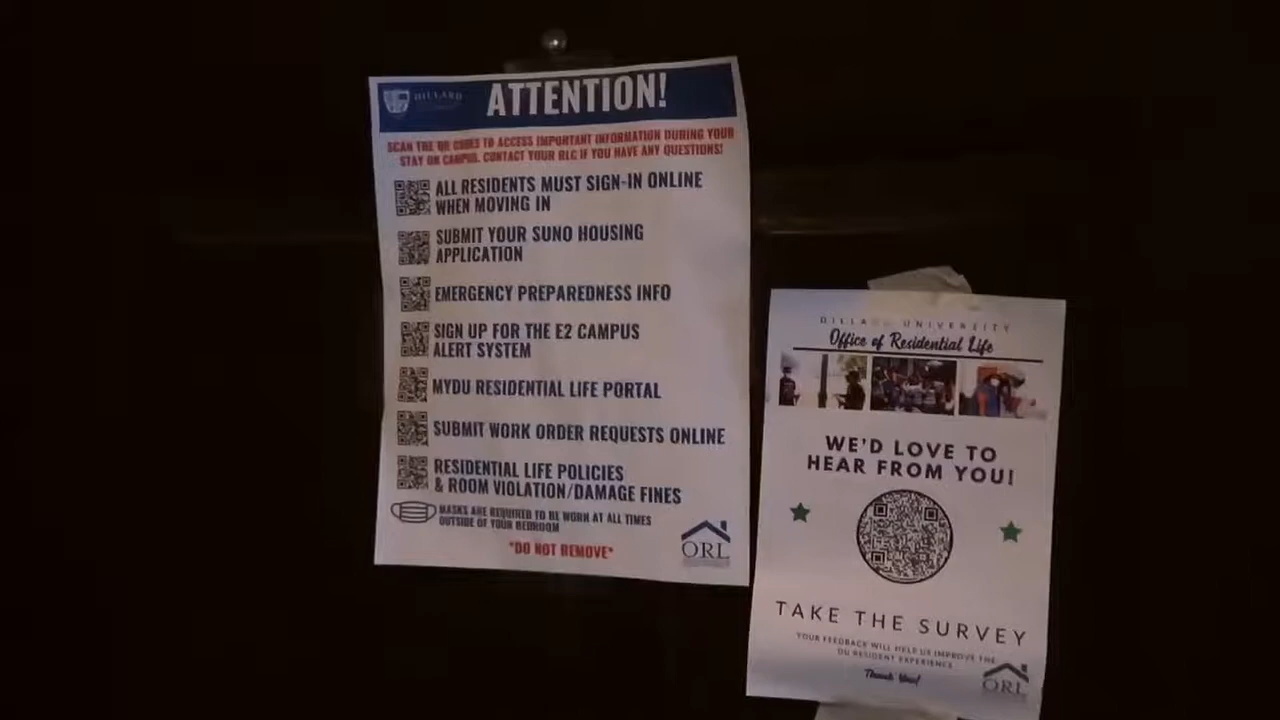 DILLARD
ATTENTION!
SCAN THE QR CODES TO ACCESS IMPORTANT INFORMATION DURING YOUR
STAY ON CAMPUS. CONTACT YOUR RLC IF YOU HAVE ANY QUESTIONS!
ALL RESIDENTS MUST SIGN-IN ONLINE
WHEN MOVING IN
SUBMIT YOUR SUNO HOUSING
APPLICATION
EMERGENCY PREPAREDNESS INFO
SIGN UP FOR THE E2 CAMPUS
ALERT SYSTEM
MYDU RESIDENTIAL LIFE PORTAL
SUBMIT WORK ORDER REQUESTS ONLINE
RESIDENTIAL LIFE POLICIES
& ROOM VIOLATION/DAMAGE FINES
MASKS ARE REQUIRED TO BE WORK AT ALL TIMES
OUTSIDE OF YOUR BEDROOM
*DO NOT REMOVE*
ORL
DILLARD UNIVERSITY
Office of Residential Life
WE'D LOVE TO
HEAR FROM YOU!
TAKE THE SURVEY
YOUR FEEDBACK WILL HELP US IMPROVE THE
DU RESIDENT EXPERIENCE
Thank You!
ORL